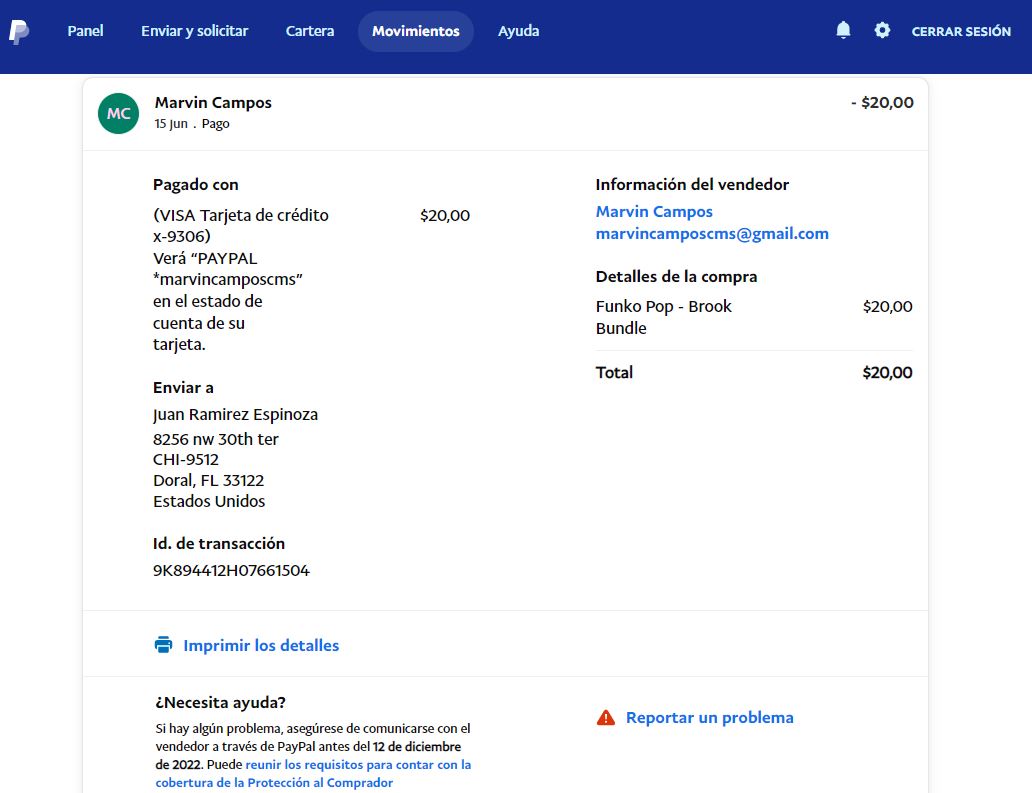 Panel Enviar y solicitar Cartera Movimientos Ayuda CERRAR SESIÓN
MC
Marvin Campos - $20,00
15 jun . Pago
Pagado con
(VISA Tarjeta de crédito $20,00
x-9306)
Verá “PAYPAL
*marvincamposcms”
en el estado de
cuenta de su
tarjeta.
Enviar a
Juan Ramirez Espinoza
8256 nw 30th ter
CHI-9512
Doral, FL 33122
Estados Unidos
Id. de transacción
9K894412H07661504
Información del vendedor
Marvin Campos
marvincamposcms@gmail.com
Detalles de la compra
Funko Pop - Brook $20,00
Bundle
Total $20,00
Imprimir los detalles
¿Necesita ayuda?
Si hay algún problema, asegúrese de comunicarse con el
vendedor a través de PayPal antes del 12 de diciembre
de 2022. Puede reunir los requisitos para contar con la
cobertura de la Protección al Comprador
Reportar un problema